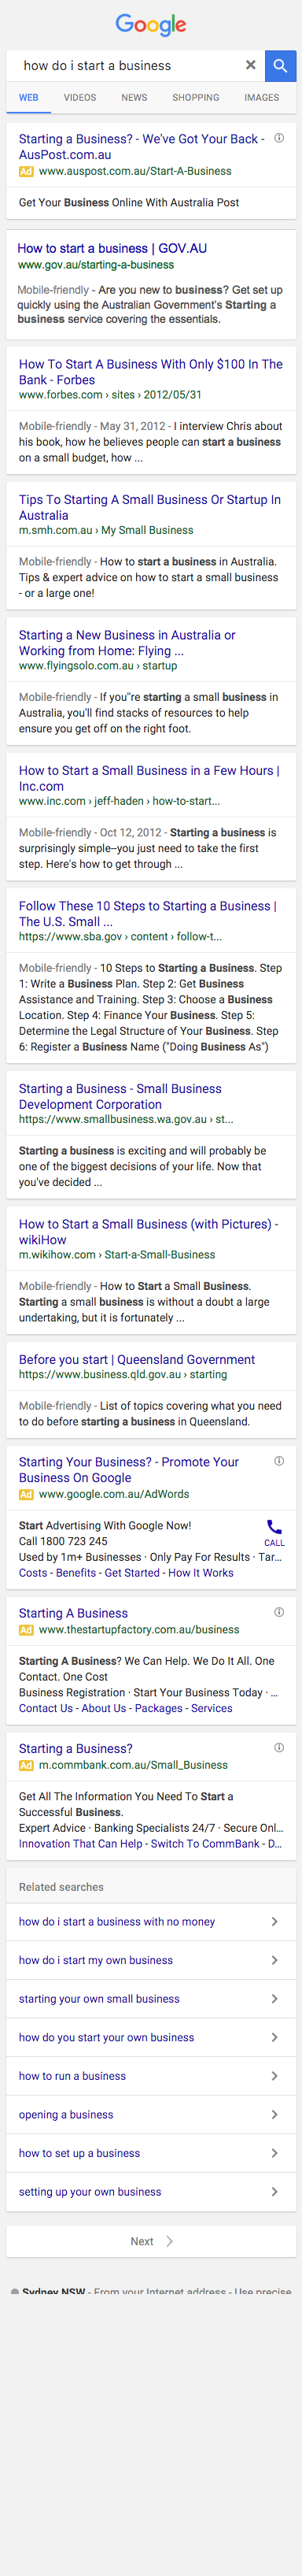 Google
how do i start a business
WEB VIDEOS NEWS SHOPPING IMAGES
Starting a Business? - We've Got Your Back -
AusPost.com.au
Ad www.auspost.com.au/Start-A-Business
Get Your Business Online With Australia Post
How to start a business | GOV.AU
www.gov.au/starting-a-business
Mobile-friendly - Are you new to business? Get set up
quickly using the Australian Government's Starting a
business service covering the essentials.
How To Start A Business With Only $100 In The
Bank - Forbes
www.forbes.com › sites › 2012/05/31
Mobile-friendly - May 31, 2012 - I interview Chris about
his book, how he believes people can start a business
on a small budget, how ...
Tips To Starting A Small Business Or Startup In
Australia
m.smh.com.au › My Small Business
Mobile-friendly - How to start a business in Australia.
Tips & expert advice on how to start a small business
- or a large one!
Starting a New Business in Australia or
Working from Home: Flying ...
www.flyingsolo.com.au › startup
Mobile-friendly - If you"re starting a small business in
Australia, you'll find stacks of resources to help
ensure you get off on the right foot.
How to Start a Small Business in a Few Hours |
Inc.com
www.inc.com › jeff-haden › how-to-start...
Mobile-friendly - Oct 12, 2012 - Starting a business is
surprisingly simple--you just need to take the first
step. Here's how to get through ...
Follow These 10 Steps to Starting a Business |
The U.S. Small ...
https://www.sba.gov › content › follow-t...
Mobile-friendly - 10 Steps to Starting a Business. Step
1: Write a Business Plan. Step 2: Get Business
Assistance and Training. Step 3: Choose a Business
Location. Step 4: Finance Your Business. Step 5:
Determine the Legal Structure of Your Business. Step
6: Register a Business Name ("Doing Business As")
Starting a Business - Small Business
Development Corporation
https://www.smallbusiness.wa.gov.au › st...
Starting a business is exciting and will probably be
one of the biggest decisions of your life. Now that
you've decided ...
How to Start a Small Business (with Pictures) -
wikiHow
m.wikihow.com › Start-a-Small-Business
Mobile-friendly - How to Start a Small Business.
Starting a small business is without a doubt a large
undertaking, but it is fortunately ...
Before you start | Queensland Government
https://www.business.qld.gov.au › starting
Mobile-friendly - List of topics covering what you need
to do before starting a business in Queensland.
Starting Your Business? - Promote Your
Business On Google
Ad www.google.com.au/AdWords
Start Advertising With Google Now!
Call 1800 723 245
CALL
Used by 1m+ Businesses · Only Pay For Results · Tar...
Costs - Benefits - Get Started - How It Works
Starting A Business
Ad www.thestartupfactory.com.au/business
Starting A Business? We Can Help. We Do It All. One
Contact. One Cost
Business Registration · Start Your Business Today · ...
Contact Us - About Us - Packages - Services
Starting a Business?
Ad m.commbank.com.au/Small_Business
Get All The Information You Need To Start a
Successful Business.
Expert Advice · Banking Specialists 24/7 · Secure Onl...
Innovation That Can Help - Switch To CommBank - D...
Related searches
how do i start a business with no money
how do i start my own business
starting your own small business
how do you start your own business
how to run a business
opening a business
how to set up a business
setting up your own business
Next
Sydney NSW - From your Internet address - Use precise